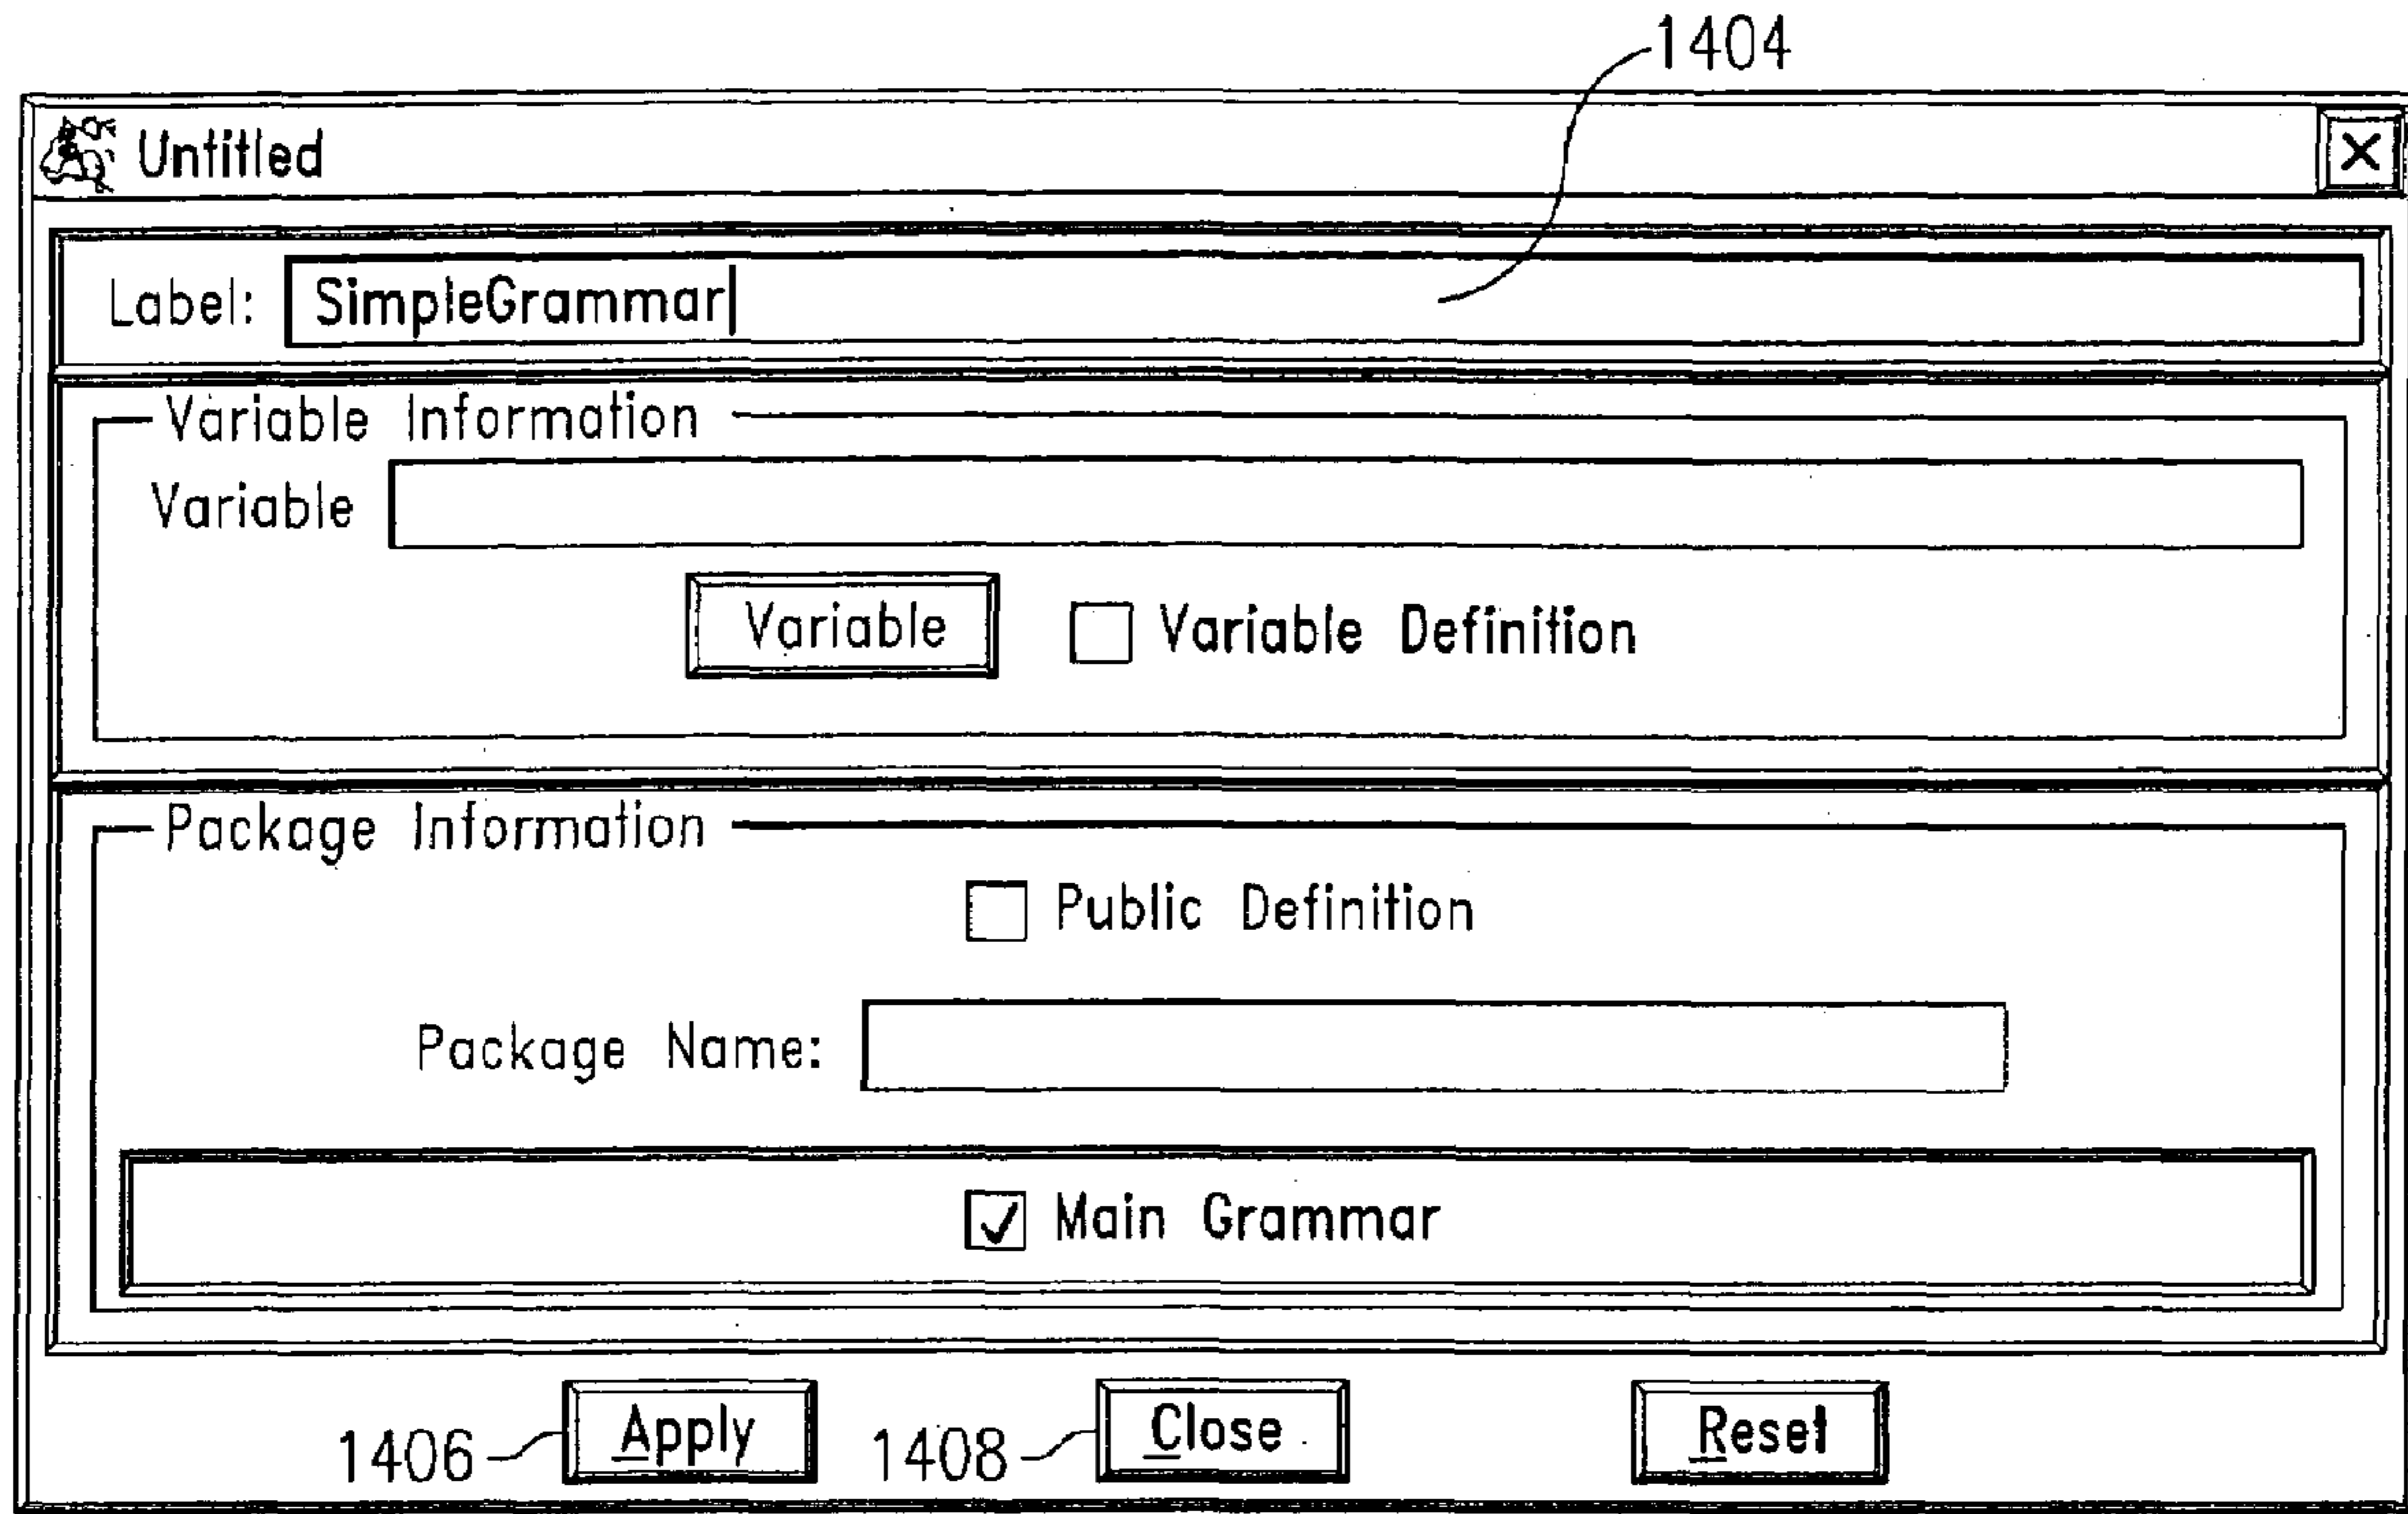 1404
Untitled
Label: SimpleGrammar
Variable Information
Variable
Variable Variable Definition
Package Information
Public Definition
Package Name:
Main Grammar
1406 Apply 1408 Close Reset